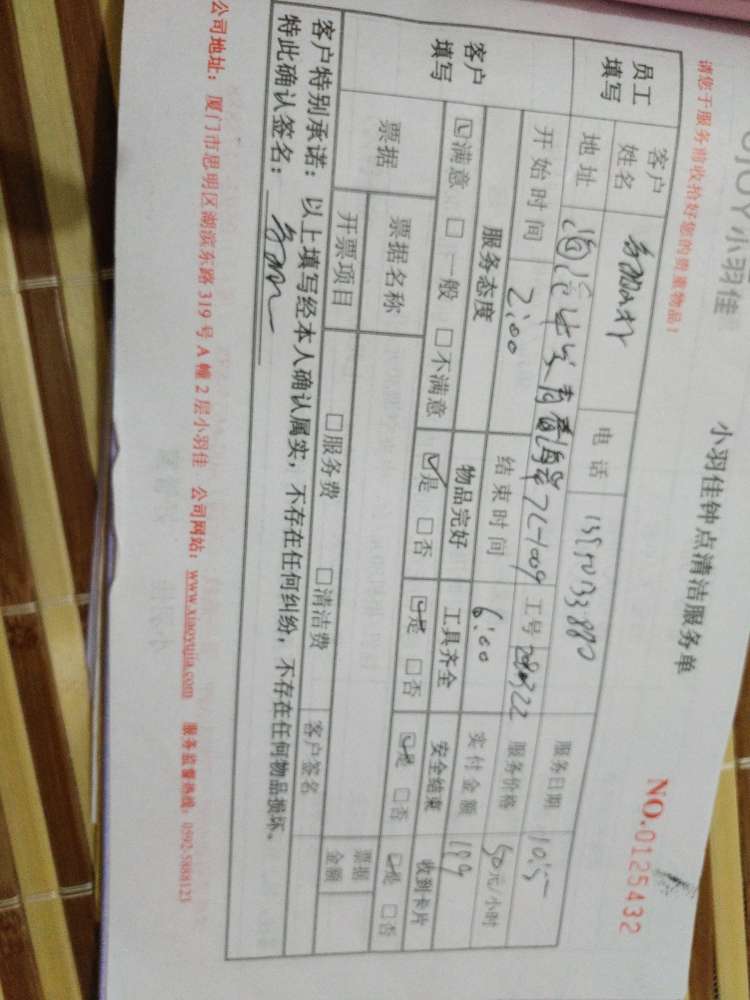 小羽佳
小羽佳钟点清洁服务单
NO.0125432
请您于服务前收拾好您的贵重物品！
员工填写 客户姓名 电话 服务日期 10.5
地址 工号 服务价格 50元/小时
开始时间 2:00 结束时间 6:00 实付金额 199
客户填写 服务态度 物品完好 工具齐全 安全结束 收到卡片
☑满意 □一般 □不满意 ☑是 □否 ☑是 □否 ☑是 □否 ☑是 □否
票据 票据名称 票据金额
开票项目 □服务费 □清洁费 客户签名
客户特别承诺：以上填写经本人确认属实，不存在任何纠纷，不存在任何物品损坏。
特此确认签名：
公司地址：厦门市思明区湖滨东路319号A幢2层小羽佳 公司网站：www.xiaoyujia.com 服务监督热线：0592-5888123